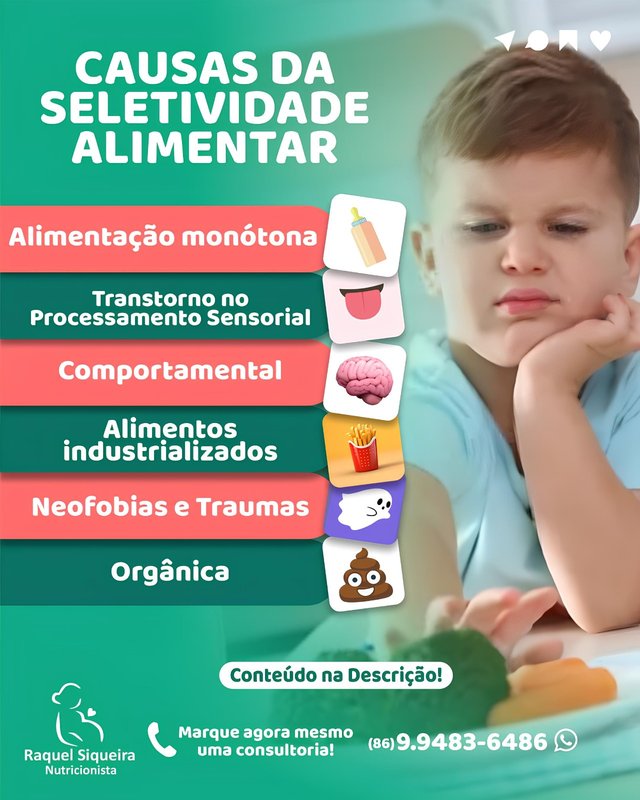 CAUSAS DA
SELETIVIDADE
ALIMENTAR
Alimentação monótona
Transtorno no
Processamento Sensorial
Comportamental
Alimentos
industrializados
Neofobias e Traumas
Orgânica
Conteúdo na Descrição!
Raquel Siqueira
Nutricionista
Marque agora mesmo
uma consultoria!
(86)9.9483-6486